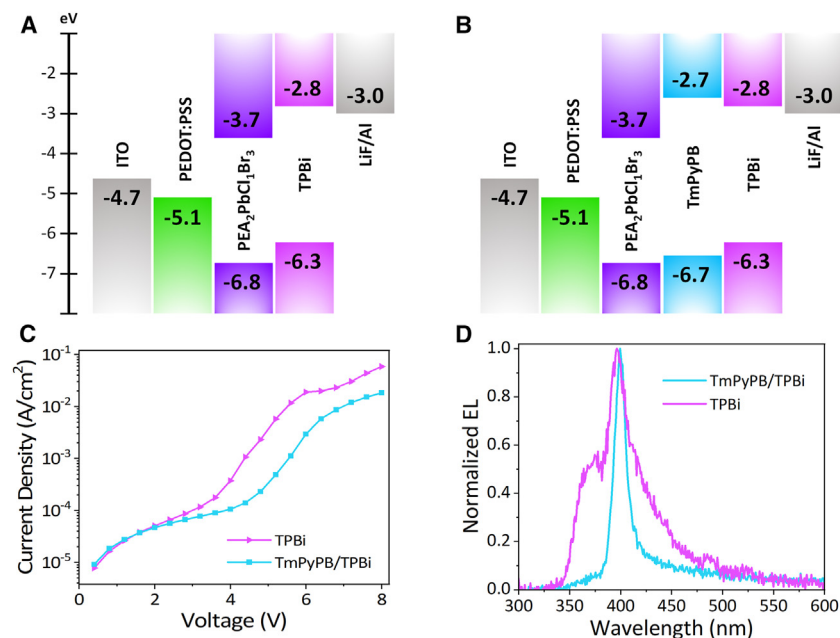 A
eV
-2
-3
-4
-5
-6
-7
ITO
-4.7
PEDOT:PSS
-5.1
-3.7
PEA₂PbCl₁Br₃
-6.8
-2.8
TPBi
-6.3
-3.0
LiF/Al
B
ITO
-4.7
PEDOT:PSS
-5.1
-3.7
PEA₂PbCl₁Br₃
-6.8
-2.7
TmPyPB
-6.7
-2.8
TPBi
-6.3
-3.0
LiF/Al
C
Current Density (A/cm²)
10⁻¹
10⁻²
10⁻³
10⁻⁴
10⁻⁵
TPBi
TmPyPB/TPBi
0 2 4 6 8
Voltage (V)
D
Normalized EL
1.0
0.8
0.6
0.4
0.2
0.0
TmPyPB/TPBi
TPBi
300 350 400 450 500 550 600
Wavelength (nm)